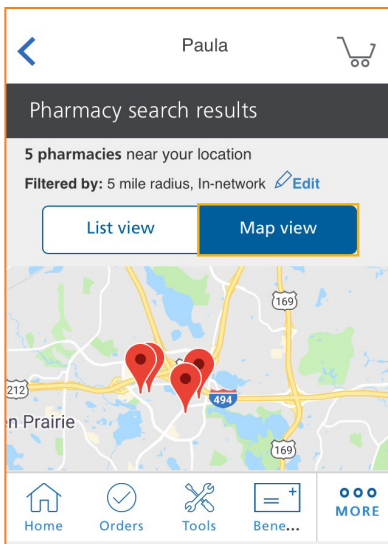 Paula
Pharmacy search results
5 pharmacies near your location
Filtered by: 5 mile radius, In-network Edit
List view
Map view
169
212
494
n Prairie
169
Home
Orders
Tools
Bene...
MORE